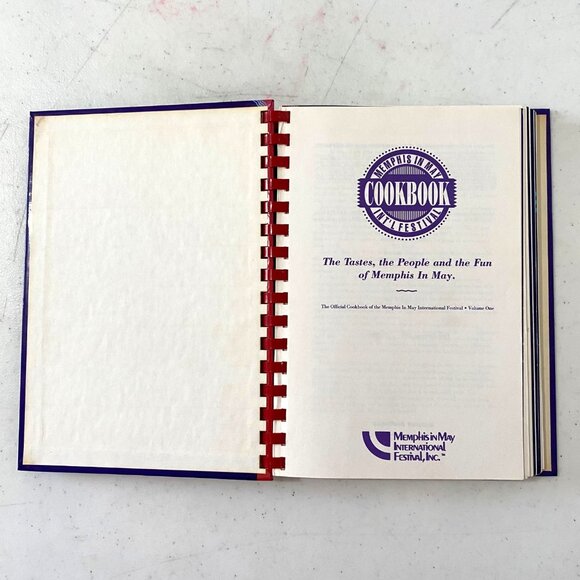 MEMPHIS IN MAY
COOKBOOK
INT'L FESTIVAL
The Tastes, the People and the Fun
of Memphis In May.
The Official Cookbook of the Memphis In May International Festival • Volume One
MEMPHIS IN MAY
INTERNATIONAL
FESTIVAL, INC.™